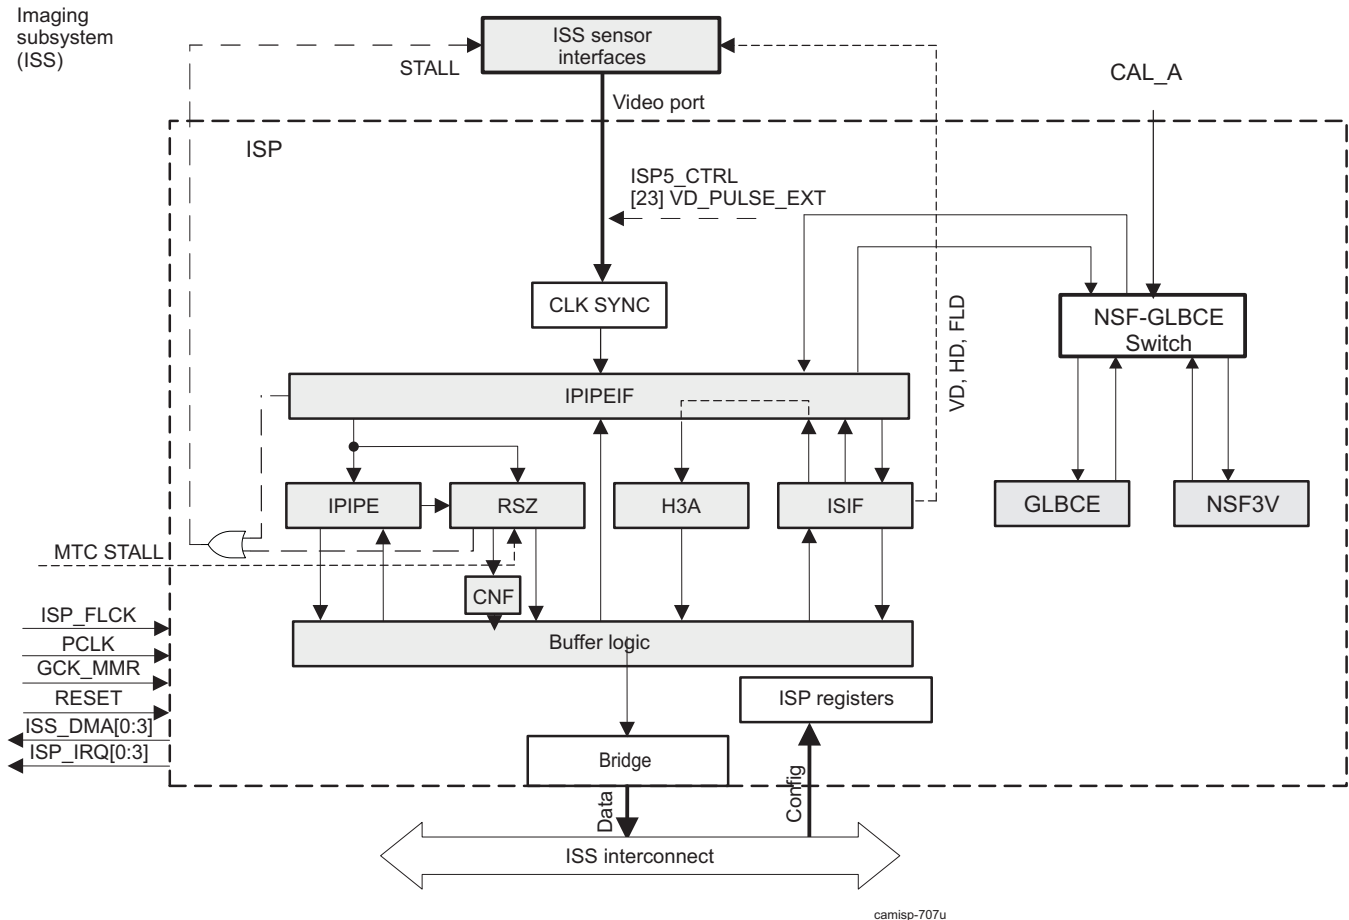 Imaging
subsystem
(ISS)
ISS sensor
interfaces
STALL
CAL_A
Video port
ISP
ISP5_CTRL
[23] VD_PULSE_EXT
CLK SYNC
VD, HD, FLD
NSF-GLBCE
Switch
IPIPEIF
IPIPE
RSZ
H3A
ISIF
GLBCE
NSF3V
MTC STALL
CNF
ISP_FLCK
PCLK
GCK_MMR
RESET
ISS_DMA[0:3]
ISP_IRQ[0:3]
Buffer logic
ISP registers
Bridge
Data
Config
ISS interconnect
camisp-707u